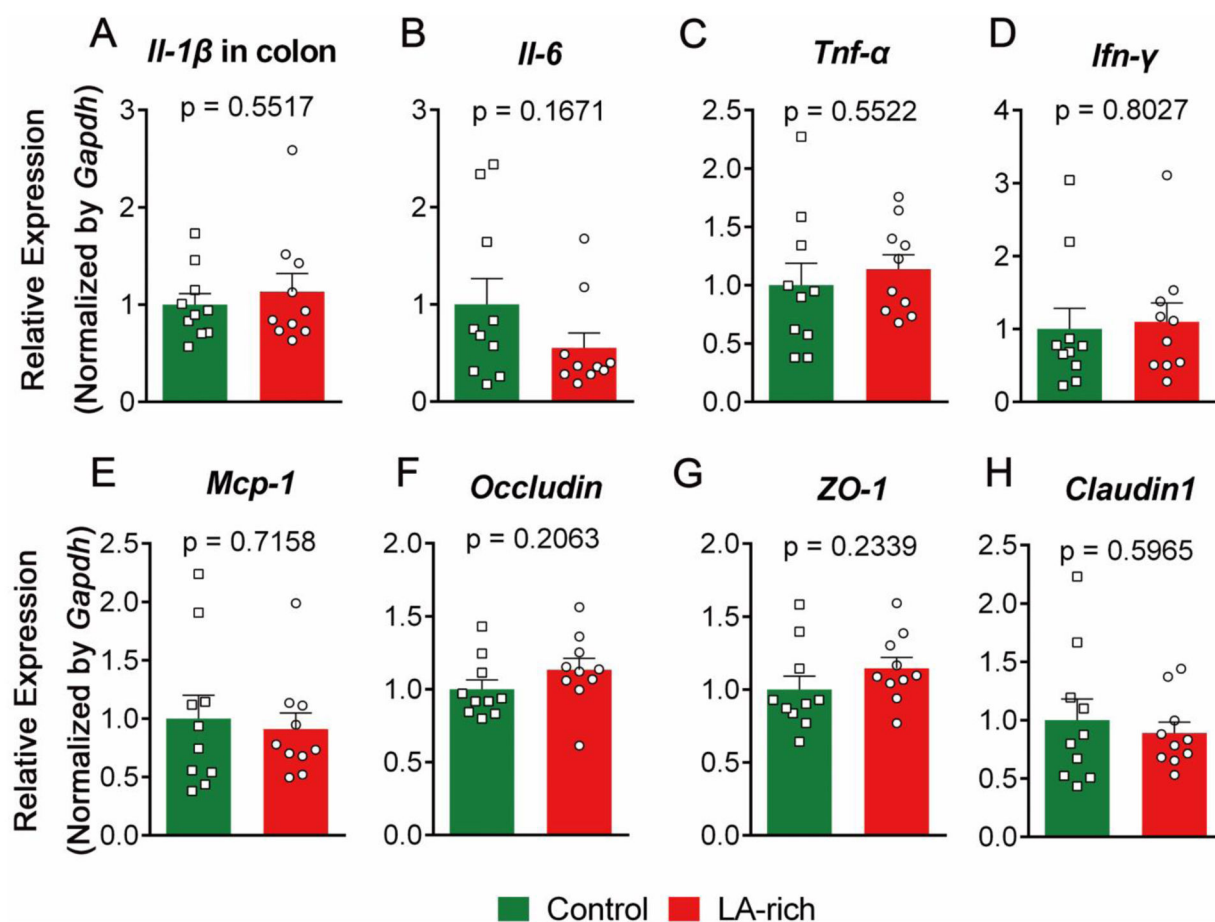 A
Il-1β in colon
p = 0.5517
3
2
1
0
B
Il-6
p = 0.1671
3
2
1
0
C
Tnf-α
p = 0.5522
2.5
2.0
1.5
1.0
0.5
0.0
D
Ifn-γ
p = 0.8027
4
3
2
1
0
Relative Expression
(Normalized by Gapdh)
E
Mcp-1
p = 0.7158
2.5
2.0
1.5
1.0
0.5
0.0
F
Occludin
p = 0.2063
2.0
1.5
1.0
0.5
0.0
G
ZO-1
p = 0.2339
2.0
1.5
1.0
0.5
0.0
H
Claudin1
p = 0.5965
2.5
2.0
1.5
1.0
0.5
0.0
Relative Expression
(Normalized by Gapdh)
Control
LA-rich